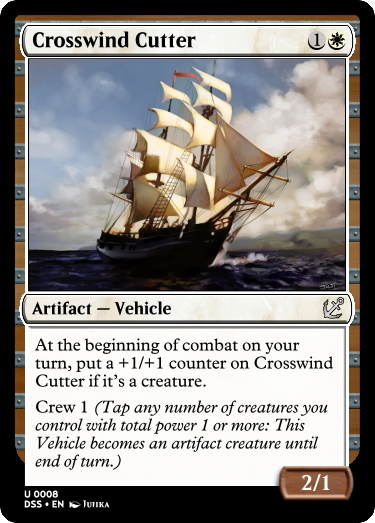 Crosswind Cutter 1
Artifact — Vehicle
At the beginning of combat on your
turn, put a +1/+1 counter on Crosswind
Cutter if it's a creature.
Crew 1 (Tap any number of creatures you
control with total power 1 or more: This
Vehicle becomes an artifact creature until
end of turn.)
2/1
U 0008
DSS • EN